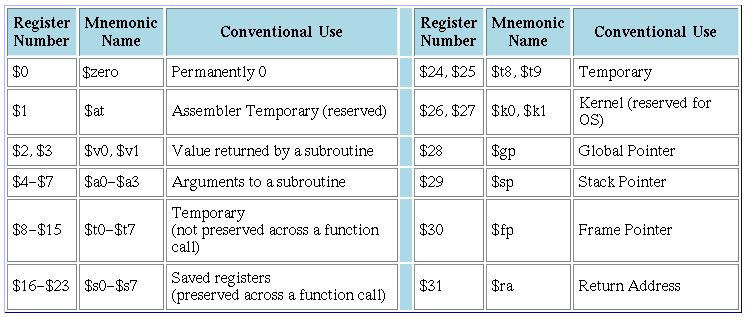 Register Number Mnemonic Name Conventional Use Register Number Mnemonic Name Conventional Use
$0 $zero Permanently 0 $24, $25 $t8, $t9 Temporary
$1 $at Assembler Temporary (reserved) $26, $27 $k0, $k1 Kernel (reserved for OS)
$2, $3 $v0, $v1 Value returned by a subroutine $28 $gp Global Pointer
$4–$7 $a0–$a3 Arguments to a subroutine $29 $sp Stack Pointer
$8–$15 $t0–$t7 Temporary (not preserved across a function call) $30 $fp Frame Pointer
$16–$23 $s0–$s7 Saved registers (preserved across a function call) $31 $ra Return Address